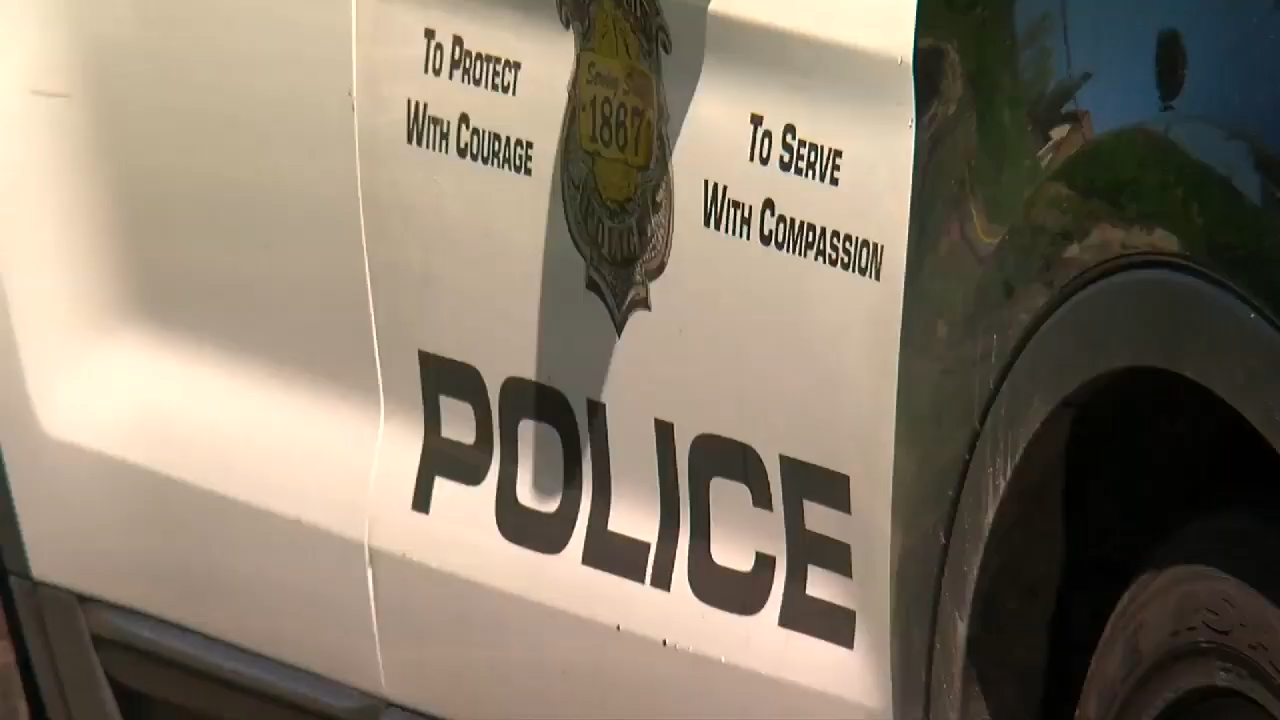 To Protect
With Courage
1867
To Serve
With Compassion
POLICE